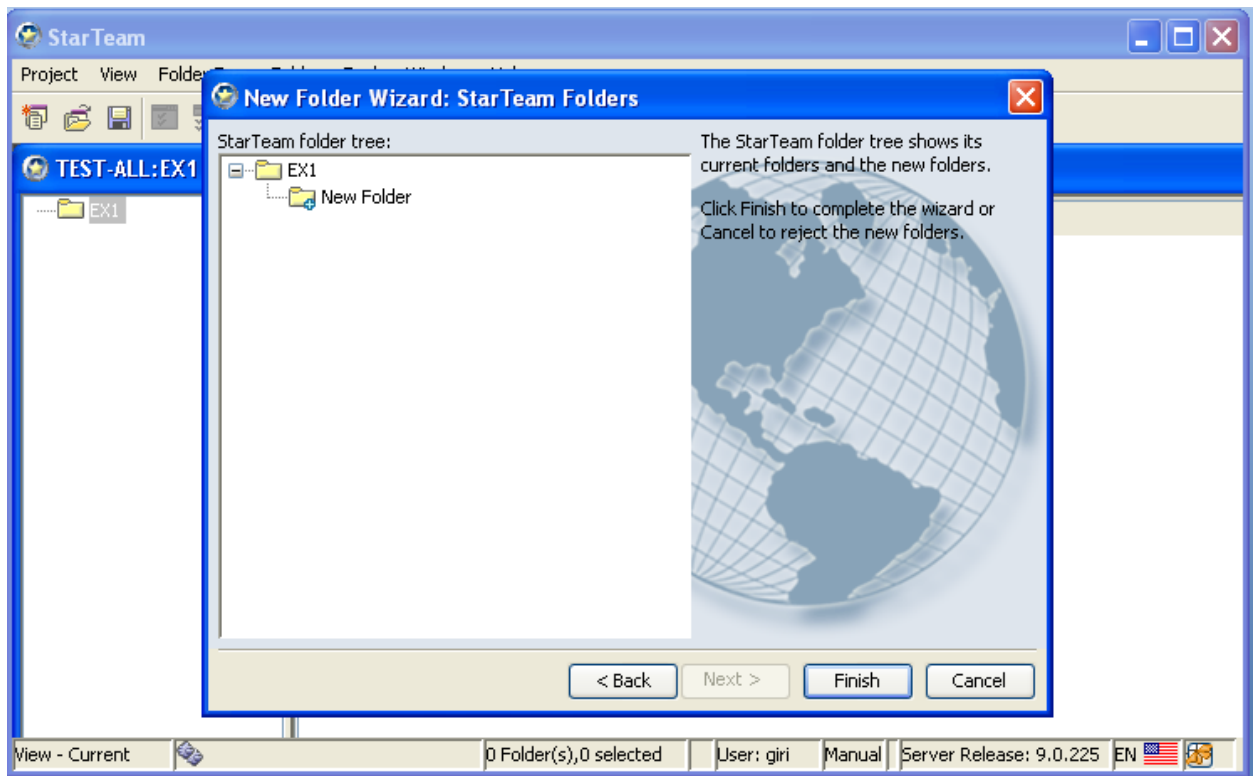 StarTeam
Project View Folder
New Folder Wizard: StarTeam Folders
TEST-ALL:EX1
EX1
StarTeam folder tree:
EX1
New Folder
The StarTeam folder tree shows its
current folders and the new folders.
Click Finish to complete the wizard or
Cancel to reject the new folders.
< Back Next > Finish Cancel
View - Current 0 Folder(s),0 selected User: giri Manual Server Release: 9.0.225 EN